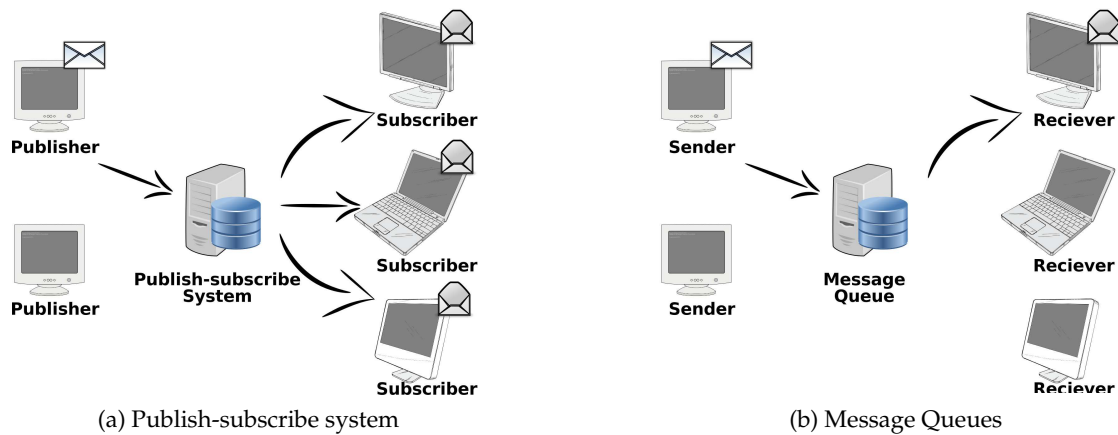 Publisher
Publisher
Publish-subscribe
System
Subscriber
Subscriber
Subscriber
(a) Publish-subscribe system
Sender
Sender
Message
Queue
Reciever
Reciever
Reciever
(b) Message Queues